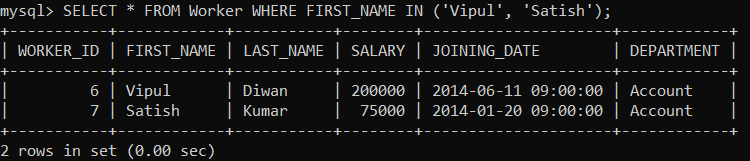 mysql> SELECT * FROM Worker WHERE FIRST_NAME IN ('Vipul', 'Satish');
+-----------+------------+-----------+--------+---------------------+------------+
| WORKER_ID | FIRST_NAME | LAST_NAME | SALARY | JOINING_DATE        | DEPARTMENT |
+-----------+------------+-----------+--------+---------------------+------------+
|         6 | Vipul      | Diwan     | 200000 | 2014-06-11 09:00:00 | Account    |
|         7 | Satish     | Kumar     |  75000 | 2014-01-20 09:00:00 | Account    |
+-----------+------------+-----------+--------+---------------------+------------+
2 rows in set (0.00 sec)